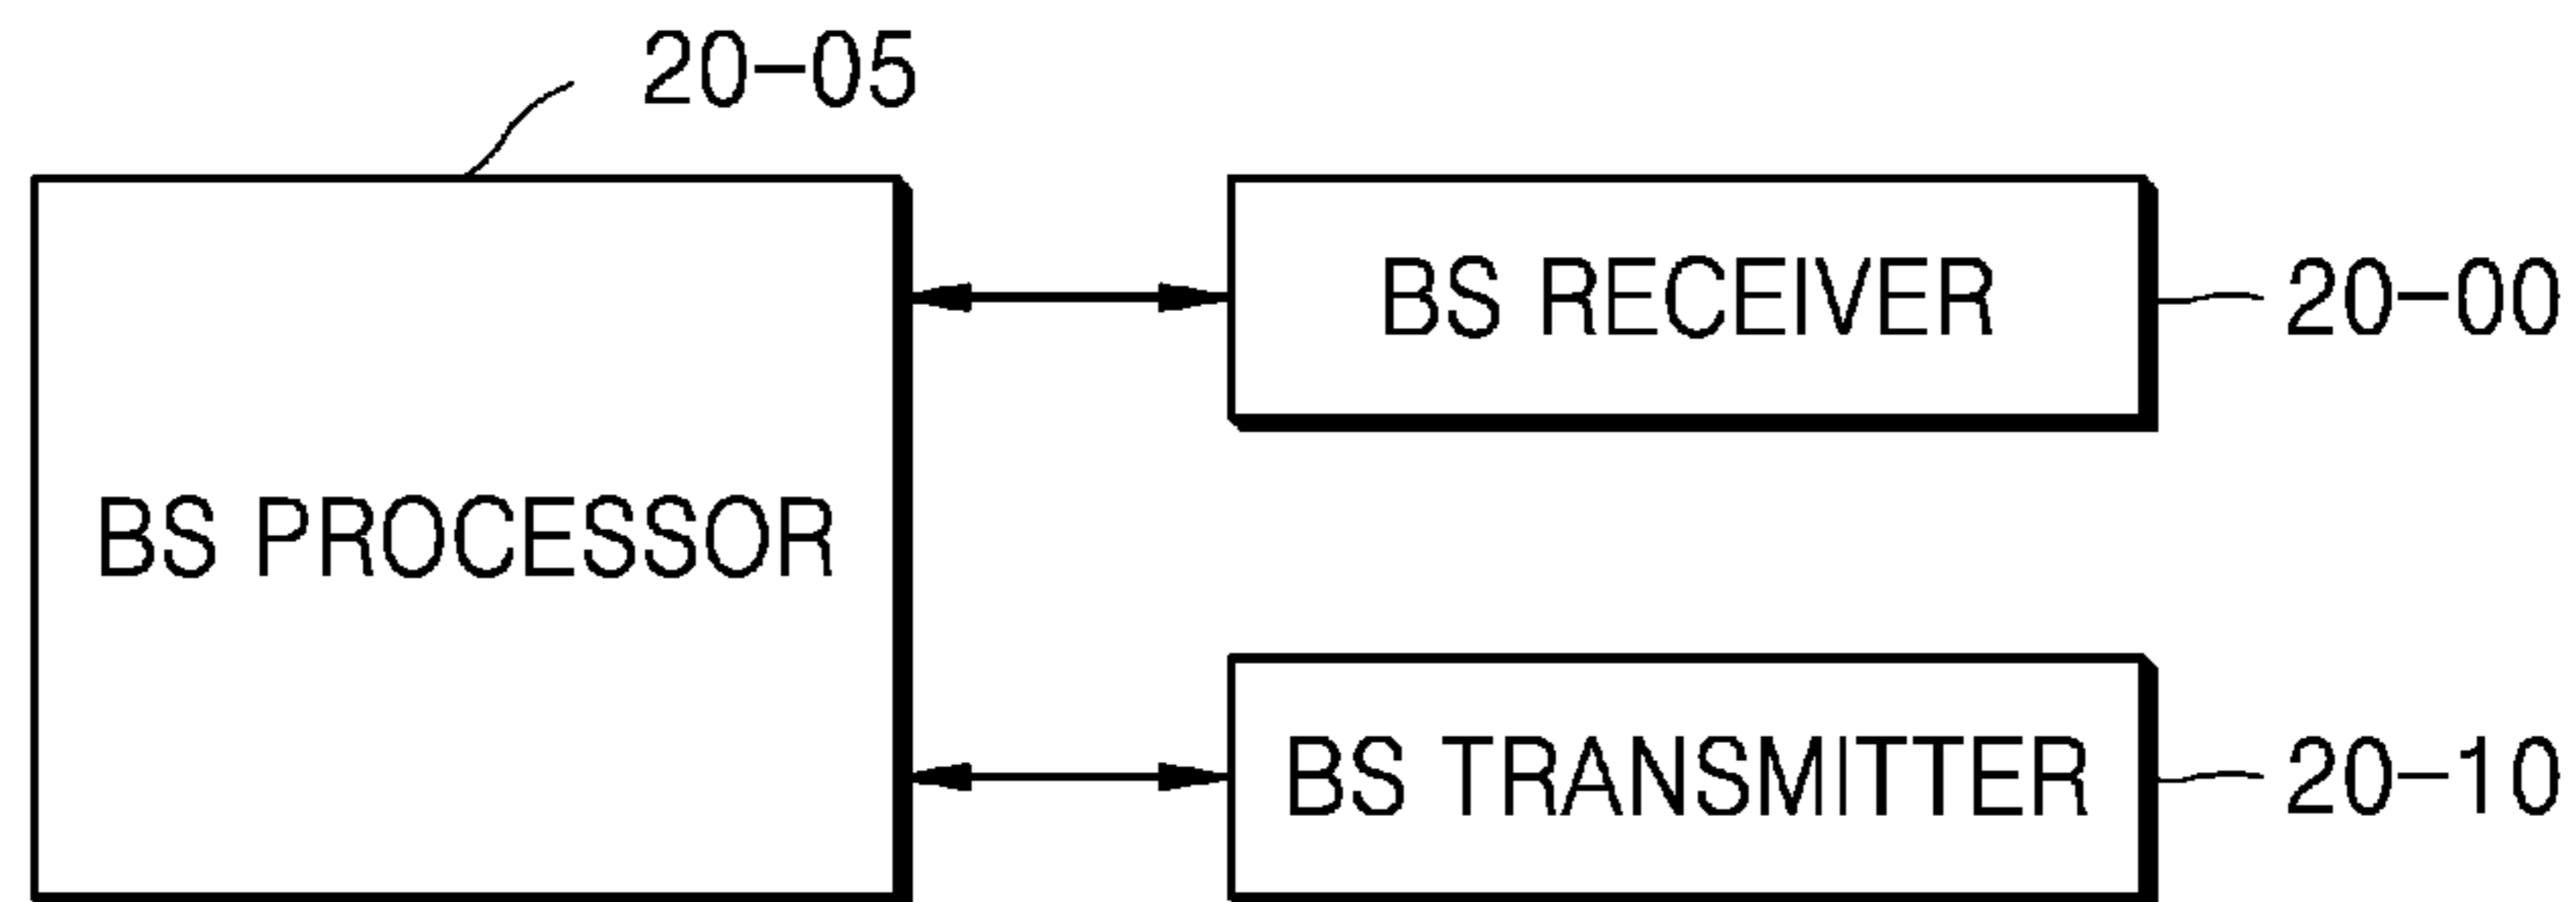 20-05
BS RECEIVER
20-00
BS PROCESSOR
BS TRANSMITTER
20-10